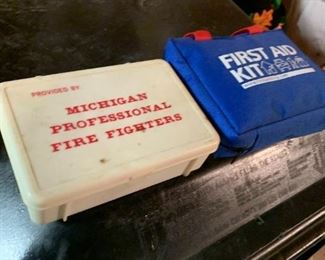 PROVIDED BY:
MICHIGAN
PROFESSIONAL
FIRE FIGHTERS
FIRST AID
KIT